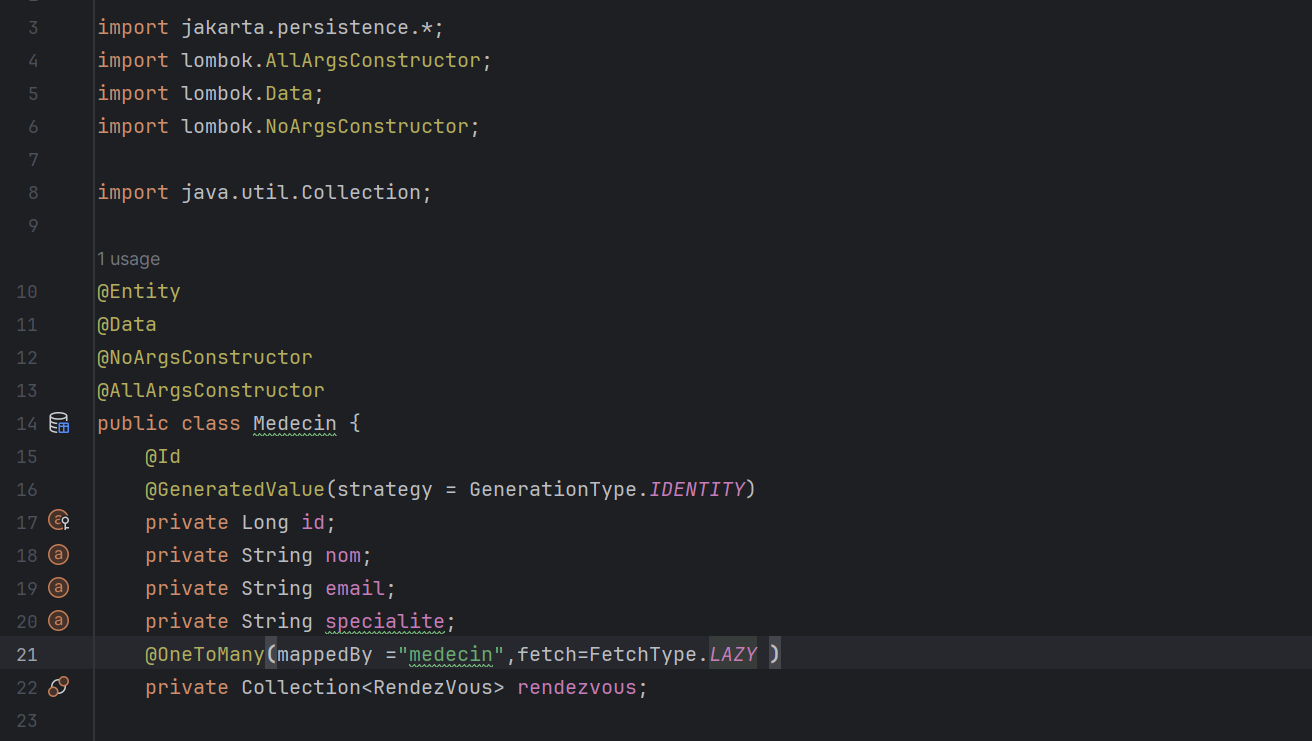 3 import jakarta.persistence.*;
4 import lombok.AllArgsConstructor;
5 import lombok.Data;
6 import lombok.NoArgsConstructor;
7
8 import java.util.Collection;
9
1 usage
10 @Entity
11 @Data
12 @NoArgsConstructor
13 @AllArgsConstructor
14 public class Medecin {
15 @Id
16 @GeneratedValue(strategy = GenerationType.IDENTITY)
17 private Long id;
18 private String nom;
19 private String email;
20 private String specialite;
21 @OneToMany(mappedBy ="medecin",fetch=FetchType.LAZY )
22 private Collection<RendezVous> rendezvous;
23